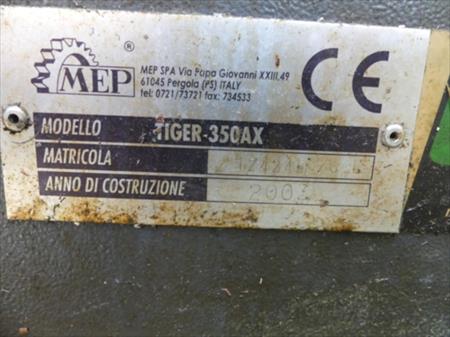 MEP
®
MEP SPA Via Papa Giovanni XXIII,49
61045 Pergola (PS) ITALY
tel: 0721/73721 fax: 734533
CE
MODELLO TIGER-350AX
MATRICOLA
ANNO DI COSTRUZIONE